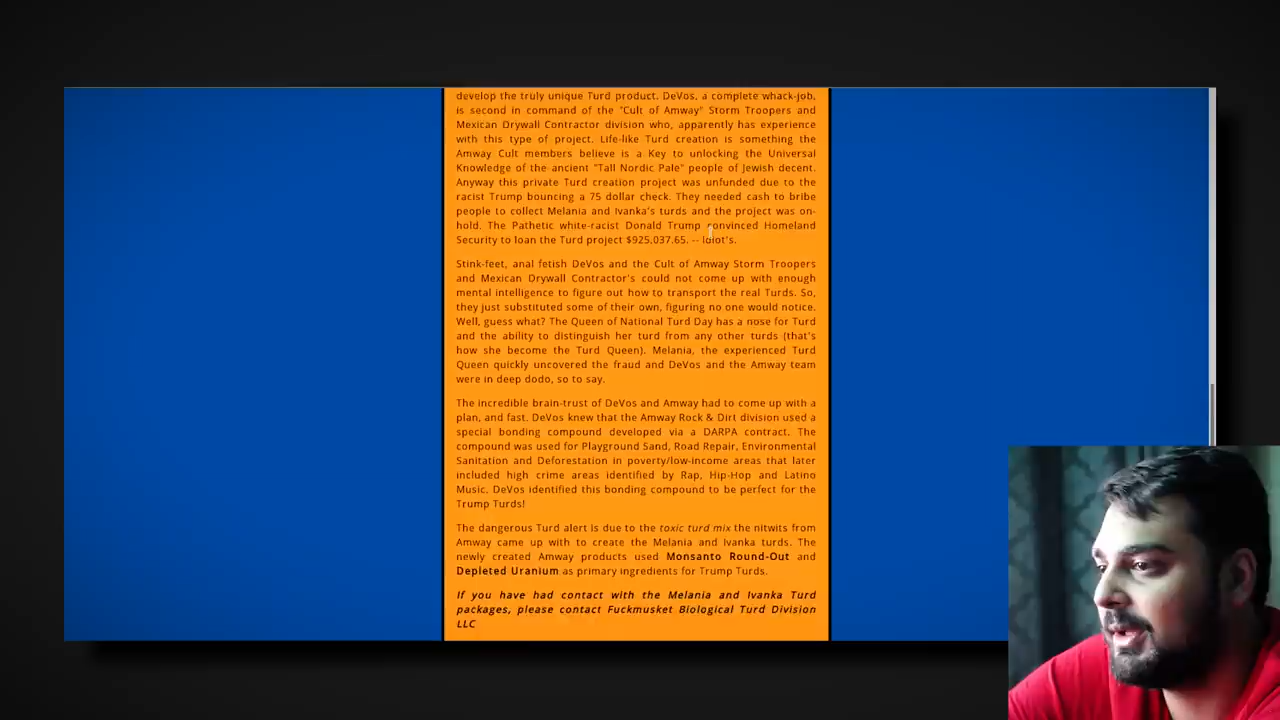 develop the truly unique Turd product. DeVos, a complete whack-job,
is second in command of the "Cult of Amway" Storm Troopers and
Mexican Drywall Contractor division who, apparently has experience
with this type of project. Life-like Turd creation is something the
Amway Cult members believe is a Key to unlocking the Universal
Knowledge of the ancient "Tall Nordic Pale" people of Jewish decent.
Anyway this private Turd creation project was unfunded due to the
racist Trump bouncing a 75 dollar check. They needed cash to bribe
people to collect Melania and Ivanka's turds and the project was on-
hold. The Pathetic white-racist Donald Trump convinced Homeland
Security to loan the Turd project $925,037.65. -- Idiot's.
Stink-feet, anal fetish DeVos and the Cult of Amway Storm Troopers
and Mexican Drywall Contractor's could not come up with enough
mental intelligence to figure out how to transport the real Turds. So,
they just substituted some of their own, figuring no one would notice.
Well, guess what? The Queen of National Turd Day has a nose for Turd
and the ability to distinguish her turd from any other turds (that's
how she become the Turd Queen). Melania, the experienced Turd
Queen quickly uncovered the fraud and DeVos and the Amway team
were in deep dodo, so to say.
The incredible brain-trust of DeVos and Amway had to come up with a
plan, and fast. DeVos knew that the Amway Rock & Dirt division used a
special bonding compound developed via a DARPA contract. The
compound was used for Playground Sand, Road Repair, Environmental
Sanitation and Deforestation in poverty/low-income areas that later
included high crime areas identified by Rap, Hip-Hop and Latino
Music. DeVos identified this bonding compound to be perfect for the
Trump Turds!
The dangerous Turd alert is due to the toxic turd mix the nitwits from
Amway came up with to create the Melania and Ivanka turds. The
newly created Amway products used Monsanto Round-Out and
Depleted Uranium as primary ingredients for Trump Turds.
If you have had contact with the Melania and Ivanka Turd
packages, please contact Fuckmusket Biological Turd Division
LLC